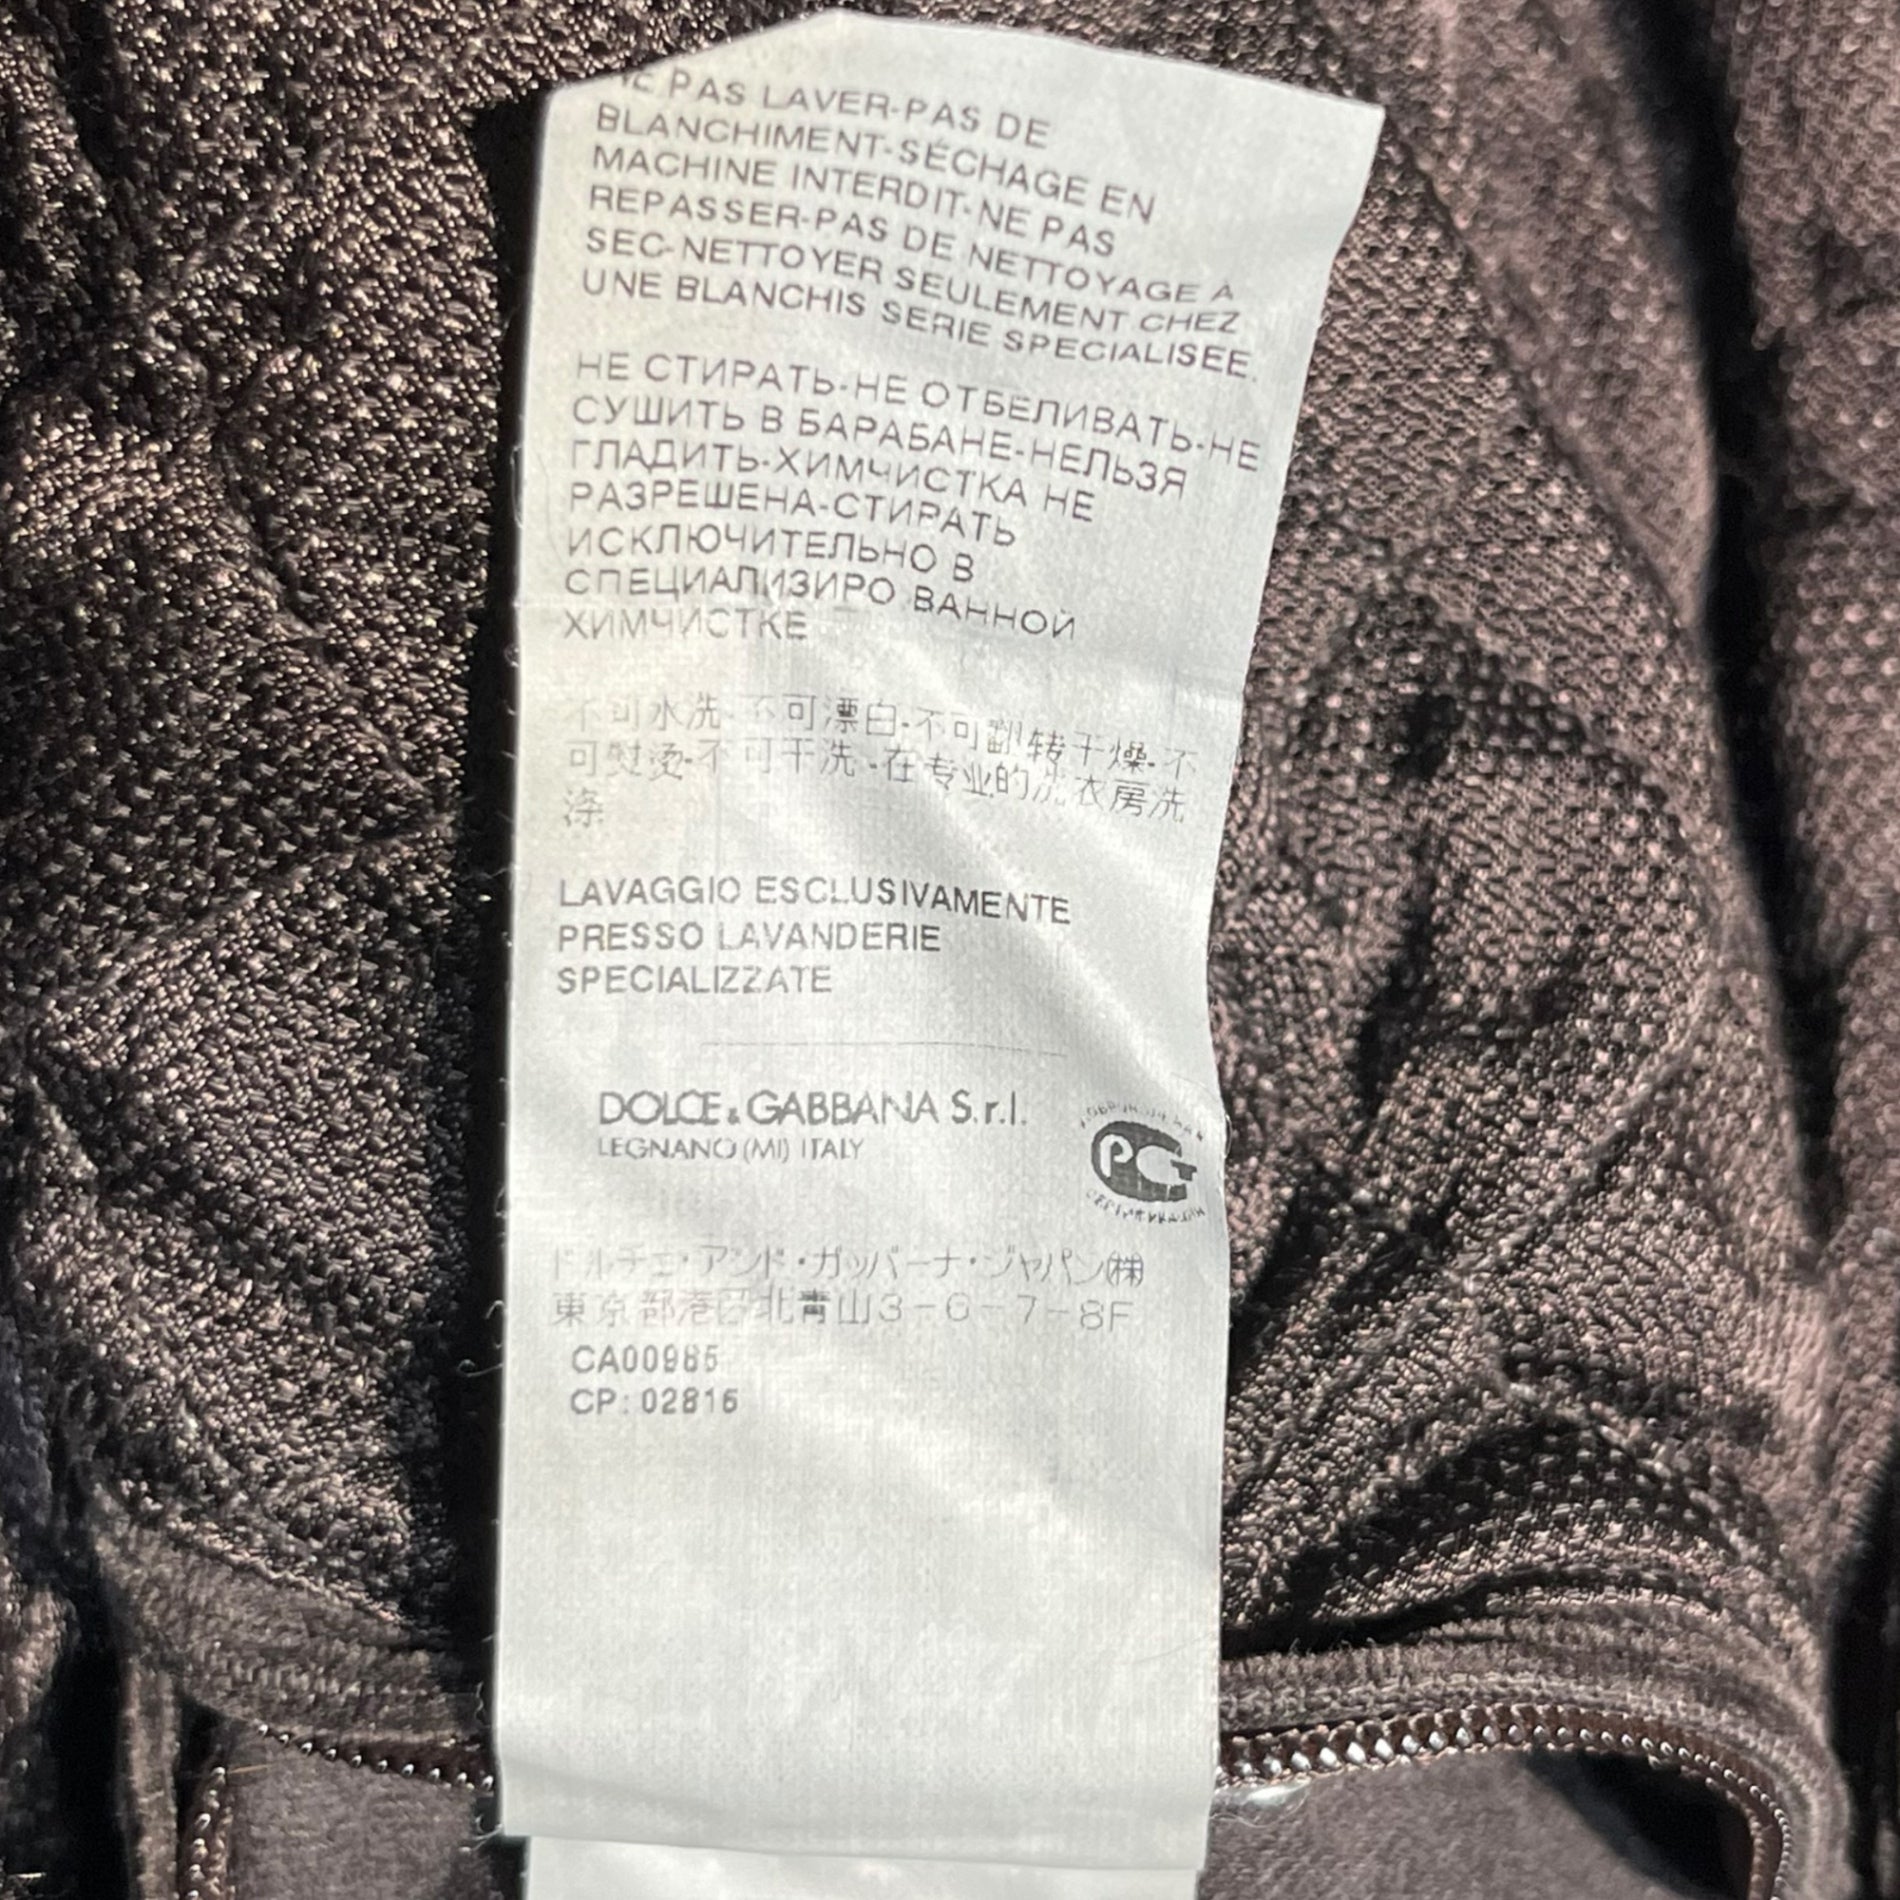 NE PAS LAVER-PAS DE
BLANCHIMENT-SÉCHAGE EN
MACHINE INTERDIT-NE PAS
REPASSER-PAS DE NETTOYAGE A
SEC-NETTOYER SEULEMENT CHEZ
UNE BLANCHIS SERIE SPECIALISEE.
НЕ СТИРАТЬ-НЕ ОТБЕЛИВАТЬ-НЕ
СУШИТЬ В БАРАБАНЕ-НЕЛЬЗЯ
ГЛАДИТЬ-ХИМЧИСТКА НЕ
РАЗРЕШЕНА-СТИРАТЬ
ИСКЛЮЧИТЕЛЬНО В
СПЕЦИАЛИЗИРО ВАННОЙ
ХИМЧИСТКЕ
不可水洗-不可漂白-不可翻转干燥-不
可熨烫-不可干洗-在专业的洗衣房洗
涤
LAVAGGIO ESCLUSIVAMENTE
PRESSO LAVANDERIE
SPECIALIZZATE
DOLCE & GABBANA S.r.l.
LEGNANO (MI) ITALY
РСТ
ドルチェ・アンド・ガッバーナ・ジャパン(株)
東京都港区北青山3-6-7-8F
CA00985
CP: 02816